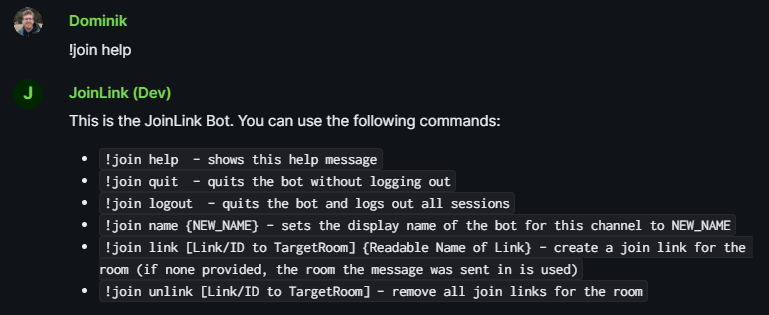 Dominik
!join help
J
JoinLink (Dev)
This is the JoinLink Bot. You can use the following commands:
!join help  - shows this help message
!join quit  - quits the bot without logging out
!join logout  - quits the bot and logs out all sessions
!join name {NEW_NAME} - sets the display name of the bot for this channel to NEW_NAME
!join link [Link/ID to TargetRoom] {Readable Name of Link} - create a join link for the
room (if none provided, the room the message was sent in is used)
!join unlink [Link/ID to TargetRoom] - remove all join links for the room